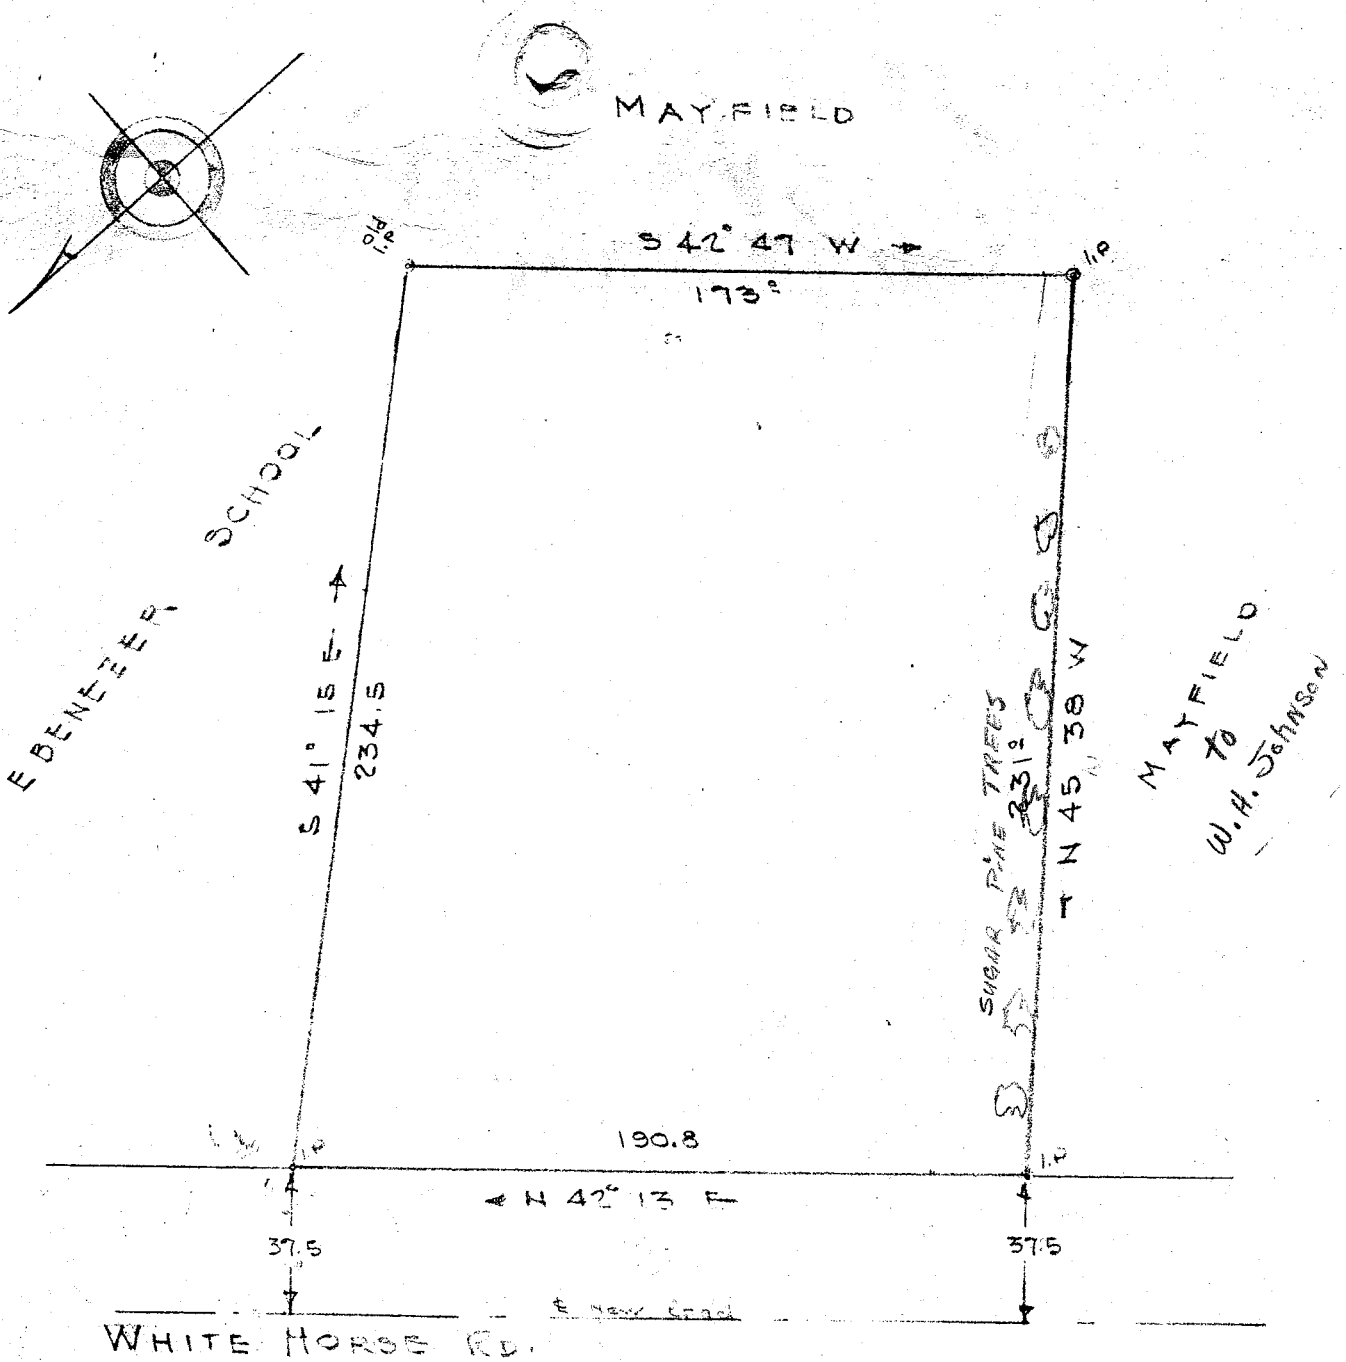 MAYFIELD
Old
I.P.
S 42° 47 W
I.P.
173°
EBENEZER SCHOOL
S 41° 15 E
234.5
SUGAR PINE TREES
231º
N 45 38 W
MAYFIELD
to
W.H. Johnson
I.P
190.8
I.P
N 42° 13 E
37.5
37.5
₵ New Road
WHITE HORSE RD.